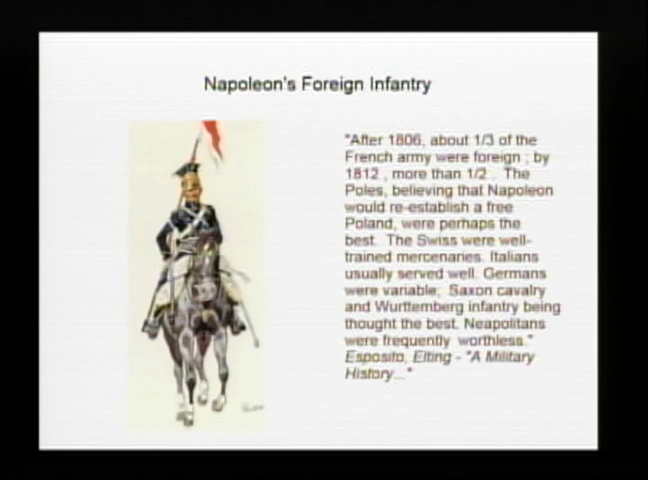 Napoleon's Foreign Infantry
"After 1806, about 1/3 of the
French army were foreign ; by
1812 , more than 1/2 .  The
Poles, believing that Napoleon
would re-establish a free
Poland, were perhaps the
best.  The Swiss were well-
trained mercenaries. Italians
usually served well. Germans
were variable;  Saxon cavalry
and Wurttemberg infantry being
thought the best. Neapolitans
were frequently  worthless."
Esposito, Elting - "A Military
History..."